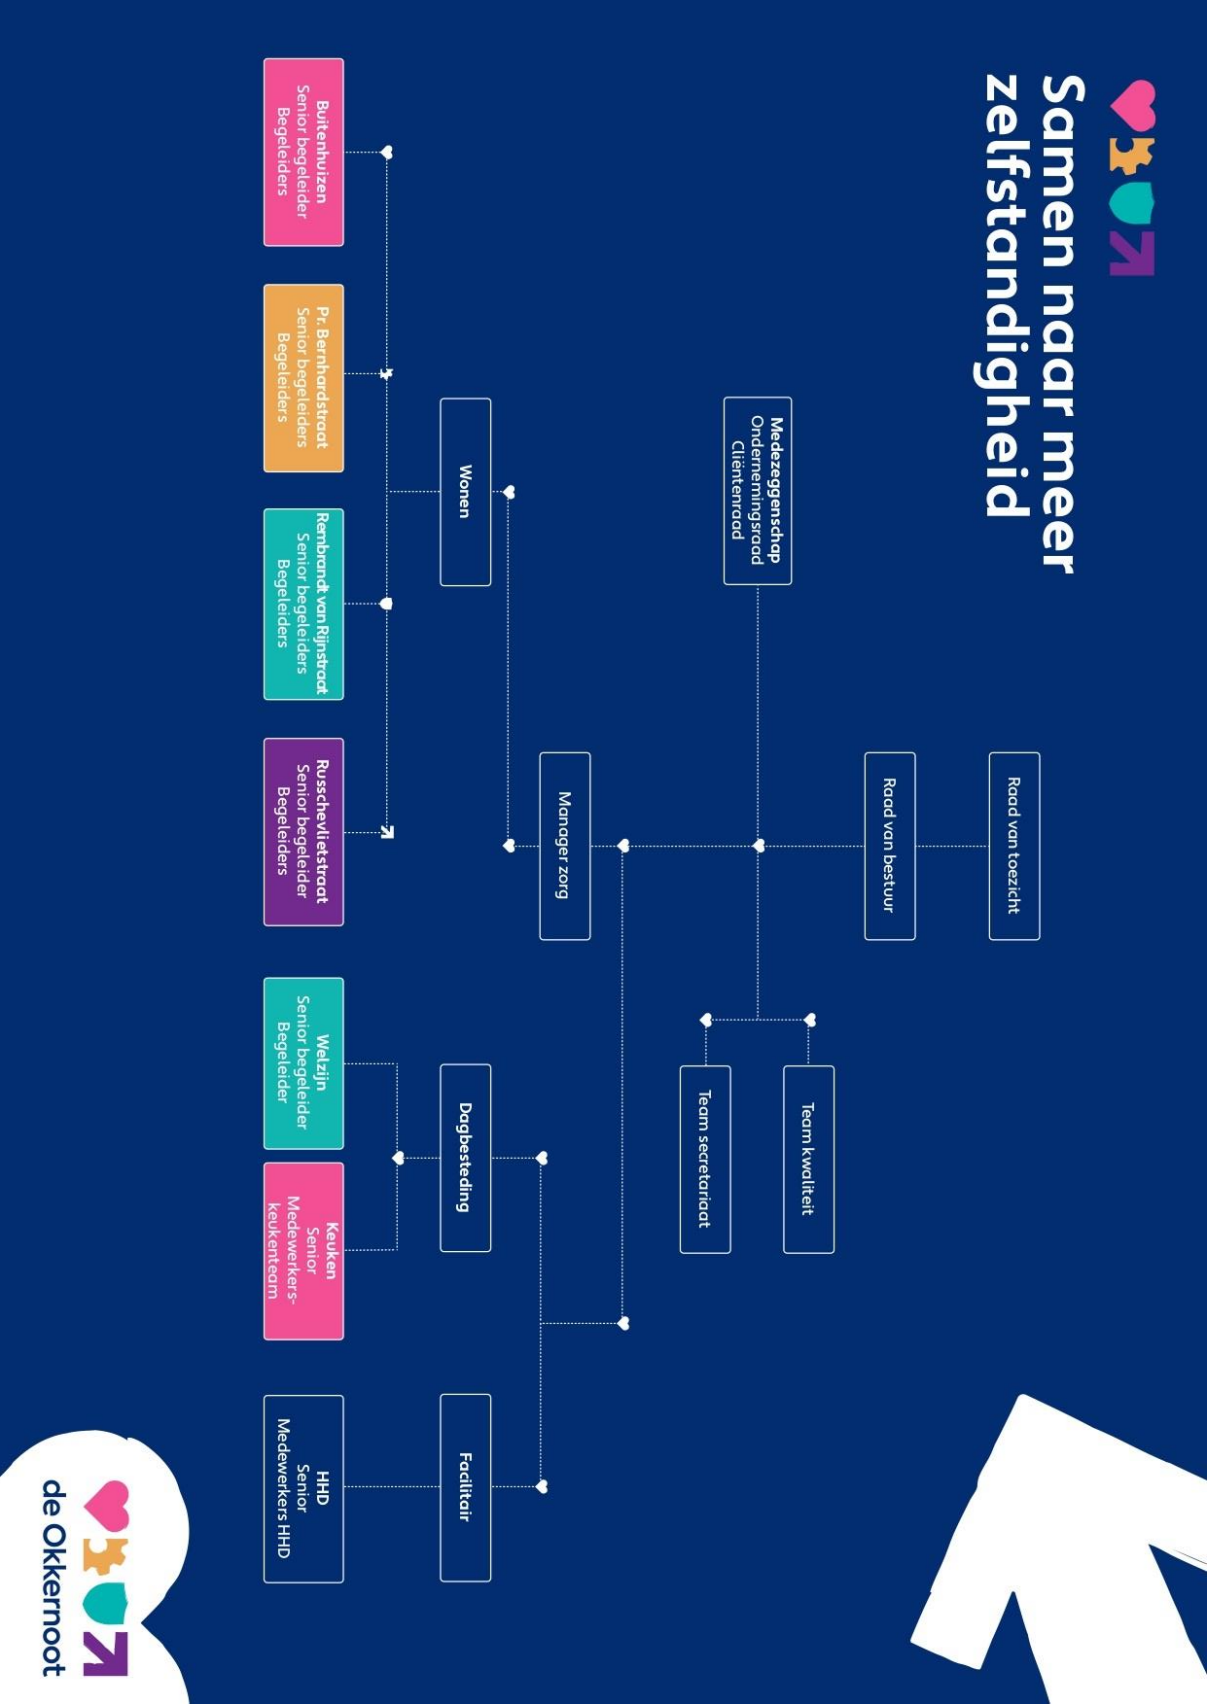 Samen naar meer
zelfstandigheid
Raad van toezicht
Raad van bestuur
Medezeggenschap
Ondernemingsraad
Cliëntenraad
Team kwaliteit
Team secretariaat
Manager zorg
Wonen
Dagbesteding
Facilitair
Buitenhuizen
Senior begeleider
Begeleiders
Pr. Bernhardstraat
Senior begeleiders
Begeleiders
Rembrandt van Rijnstraat
Senior begeleiders
Begeleiders
Russchevlietstraat
Senior begeleider
Begeleiders
Welzijn
Senior begeleider
Begeleider
Keuken
Senior
Medewerkers-
keukenteam
HHD
Senior
Medewerkers HHD
de Okkernoot